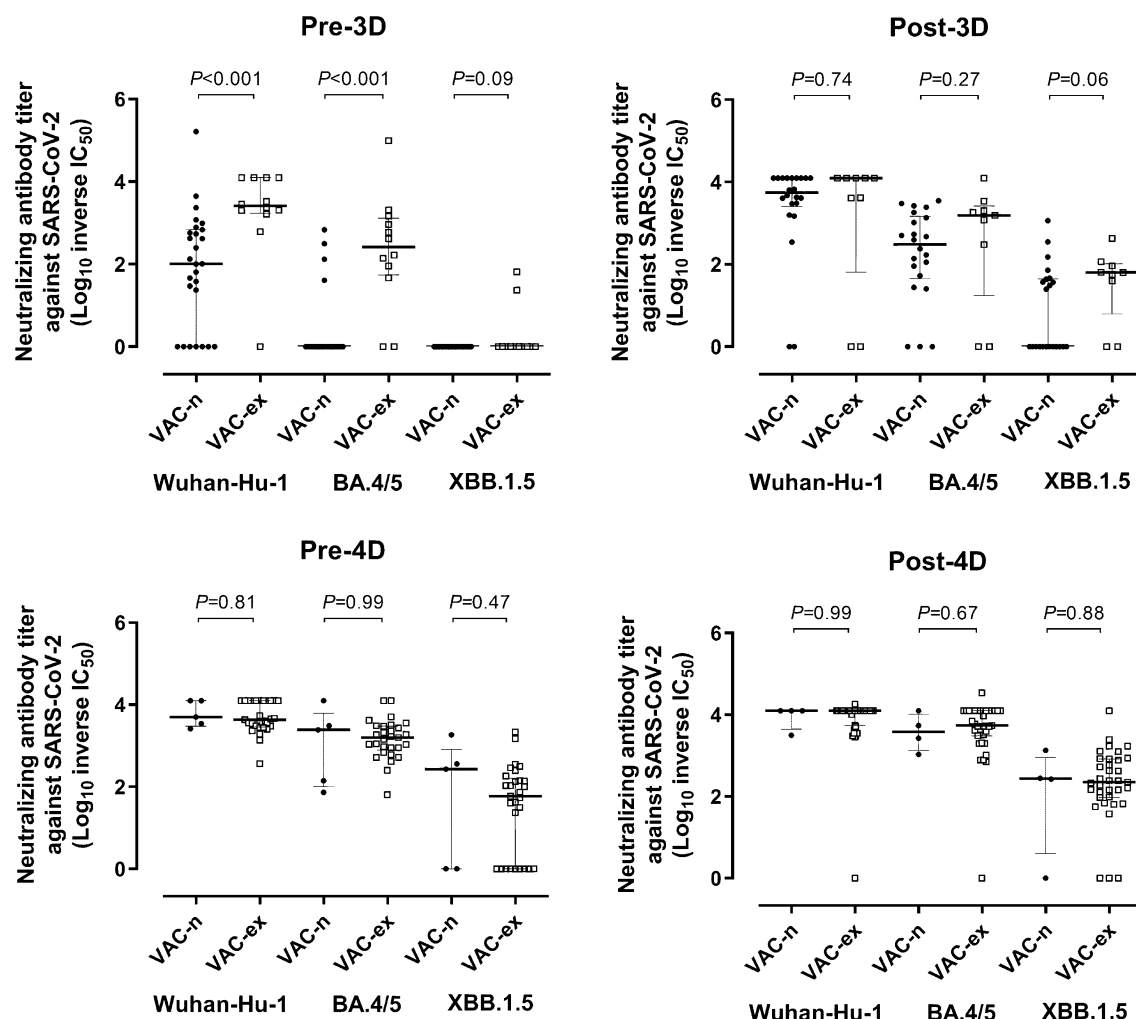 Pre-3D
Neutralizing antibody titer
against SARS-CoV-2
(Log10 inverse IC50)
P<0.001
P<0.001
P=0.09
6
4
2
0
VAC-n
VAC-ex
VAC-n
VAC-ex
VAC-n
VAC-ex
Wuhan-Hu-1
BA.4/5
XBB.1.5
Post-3D
Neutralizing antibody titer
against SARS-CoV-2
(Log10 inverse IC50)
P=0.74
P=0.27
P=0.06
6
4
2
0
VAC-n
VAC-ex
VAC-n
VAC-ex
VAC-n
VAC-ex
Wuhan-Hu-1
BA.4/5
XBB.1.5
Pre-4D
Neutralizing antibody titer
against SARS-CoV-2
(Log10 inverse IC50)
P=0.81
P=0.99
P=0.47
6
4
2
0
VAC-n
VAC-ex
VAC-n
VAC-ex
VAC-n
VAC-ex
Wuhan-Hu-1
BA.4/5
XBB.1.5
Post-4D
Neutralizing antibody titer
against SARS-CoV-2
(Log10 inverse IC50)
P=0.99
P=0.67
P=0.88
6
4
2
0
VAC-n
VAC-ex
VAC-n
VAC-ex
VAC-n
VAC-ex
Wuhan-Hu-1
BA.4/5
XBB.1.5